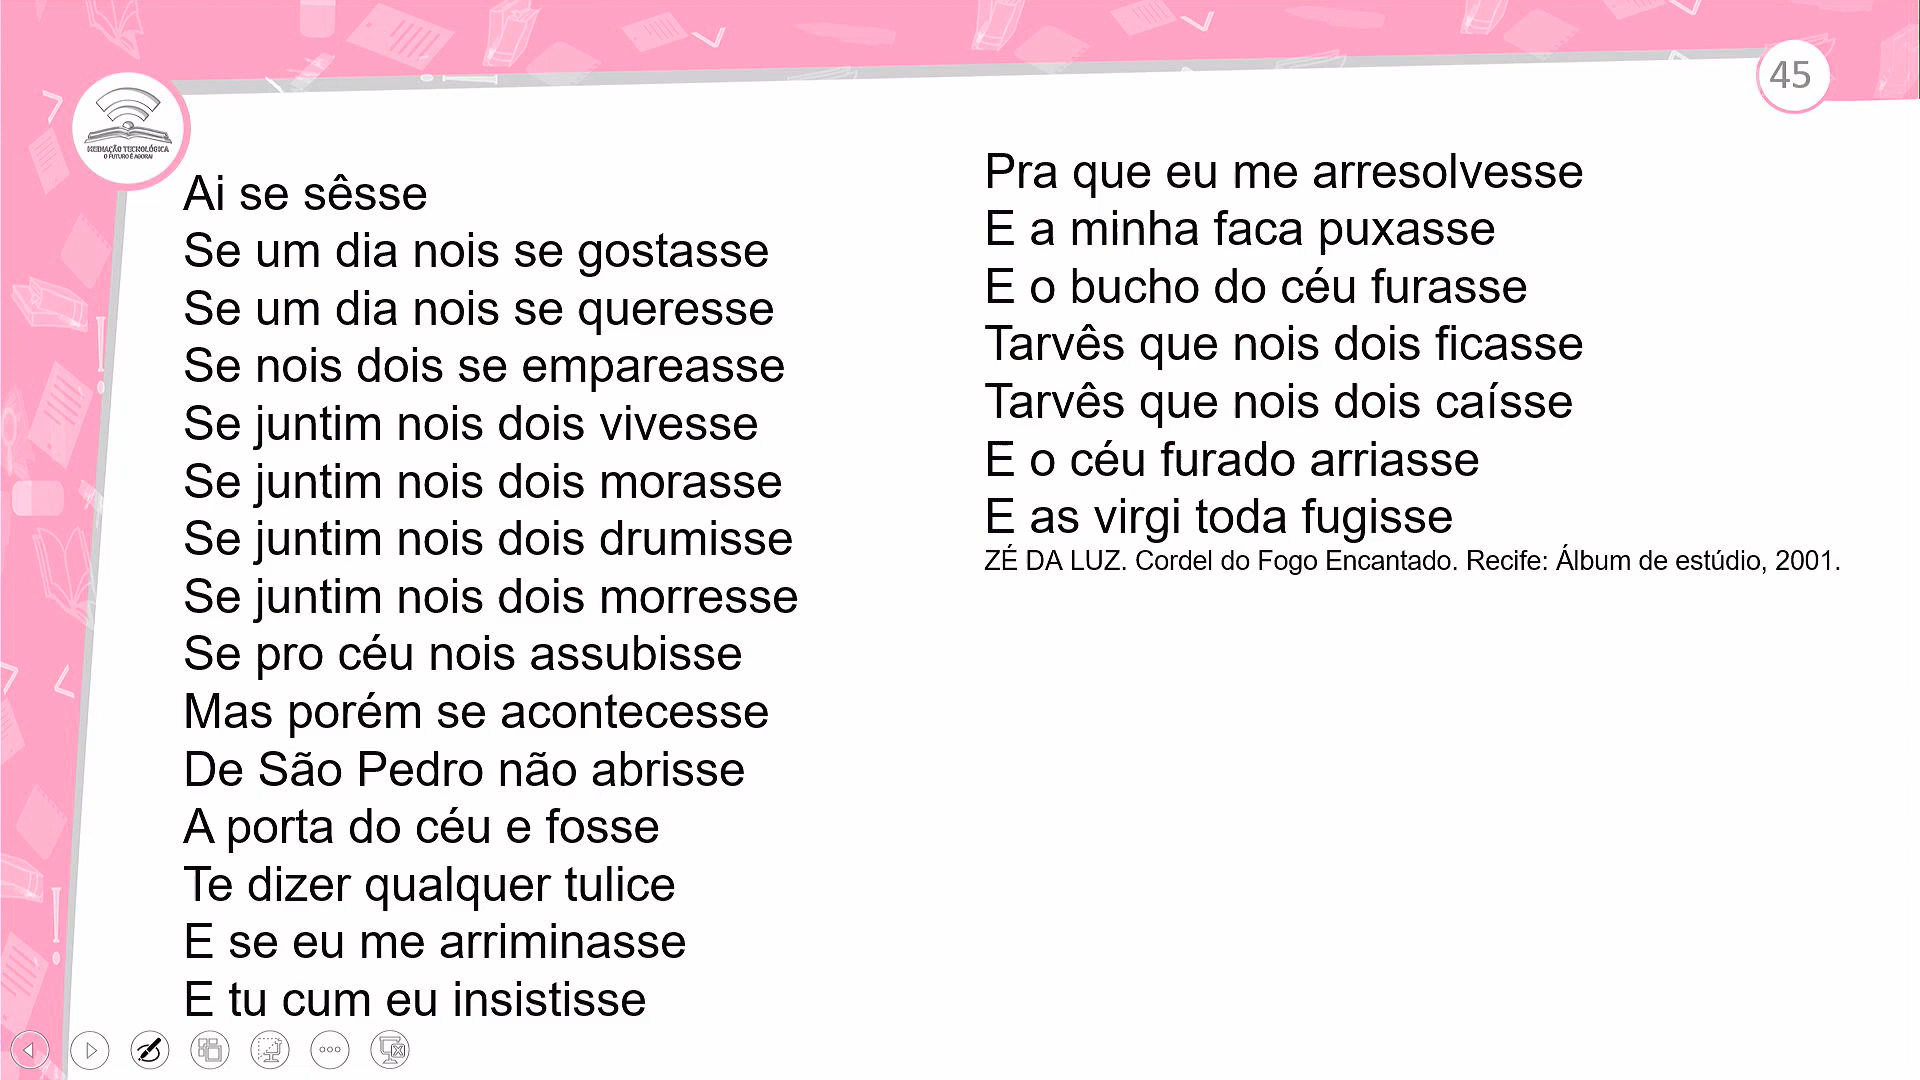 MEDIAÇÃO TECNOLÓGICA
O FUTURO É AGORA!
45
Ai se sêsse
Se um dia nois se gostasse
Se um dia nois se queresse
Se nois dois se empareasse
Se juntim nois dois vivesse
Se juntim nois dois morasse
Se juntim nois dois drumisse
Se juntim nois dois morresse
Se pro céu nois assubisse
Mas porém se acontecesse
De São Pedro não abrisse
A porta do céu e fosse
Te dizer qualquer tulice
E se eu me arriminasse
E tu cum eu insistisse
Pra que eu me arresolvesse
E a minha faca puxasse
E o bucho do céu furasse
Tarvês que nois dois ficasse
Tarvês que nois dois caísse
E o céu furado arriasse
E as virgi toda fugisse
ZÉ DA LUZ. Cordel do Fogo Encantado. Recife: Álbum de estúdio, 2001.